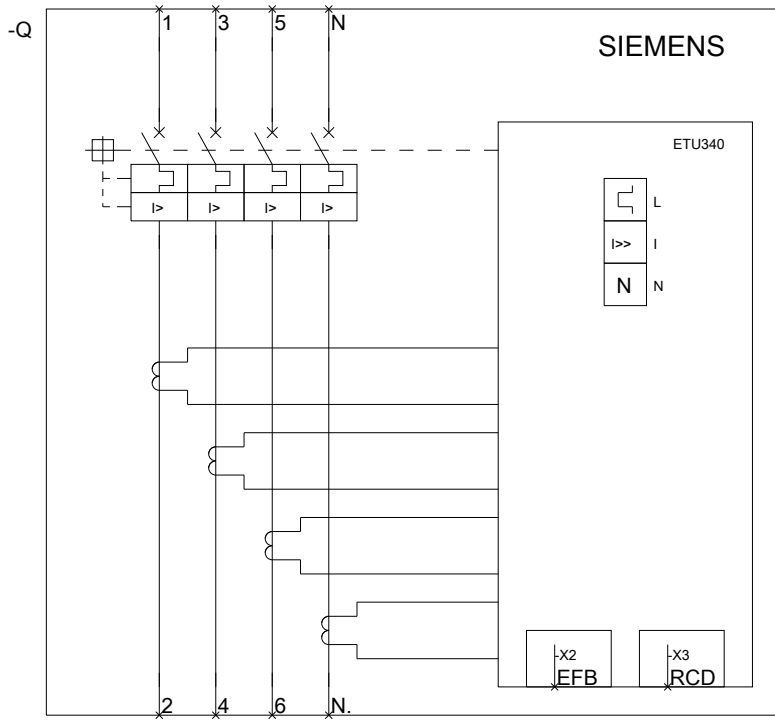 -Q
1 3 5 N
SIEMENS
ETU340
L
I> I> I> I>
I>> I
N N
-X2 -X3
EFB RCD
2 4 6 N.